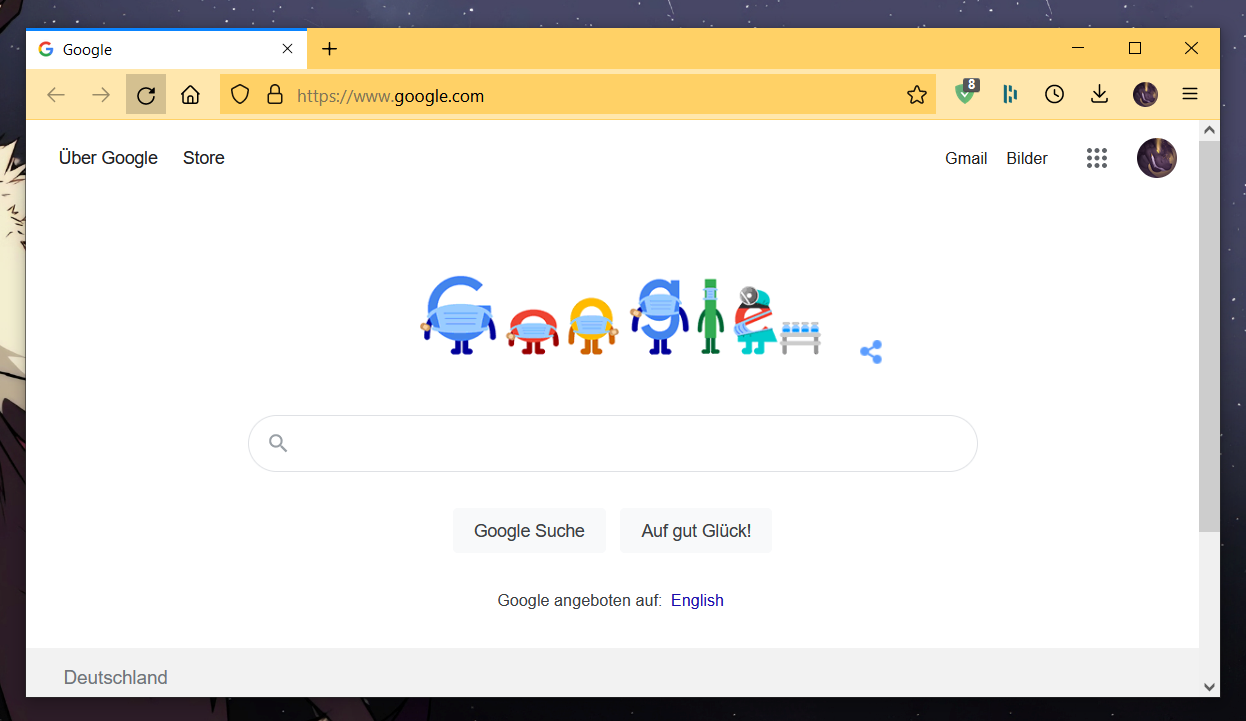 Google
https://www.google.com
8
Über Google Store
Gmail Bilder
Google
Google Suche
Auf gut Glück!
Google angeboten auf: English
Deutschland